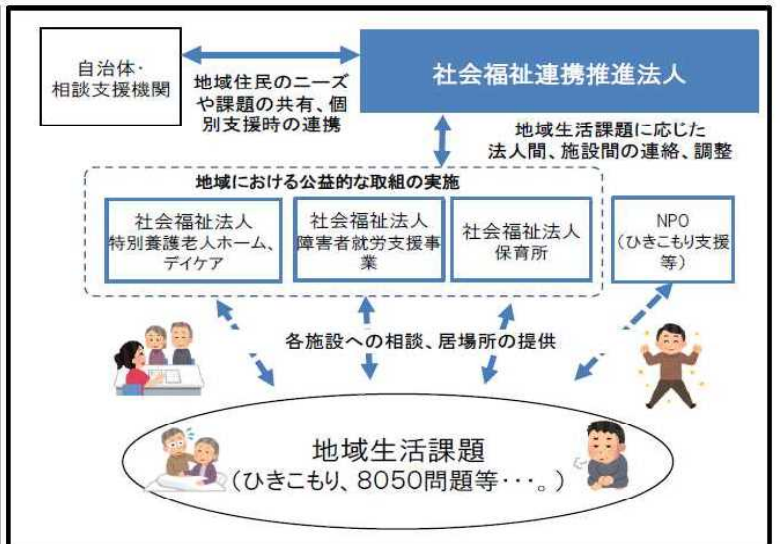 自治体・
相談支援機関
社会福祉連携推進法人
地域住民のニーズ
や課題の共有、個
別支援時の連携
地域生活課題に応じた
法人間、施設間の連絡、調整
地域における公益的な取組の実施
社会福祉法人
特別養護老人ホーム、
デイケア
社会福祉法人
障害者就労支援事
業
社会福祉法人
保育所
NPO
(ひきこもり支援
等)
各施設への相談、居場所の提供
地域生活課題
(ひきこもり、8050問題等・・・。)